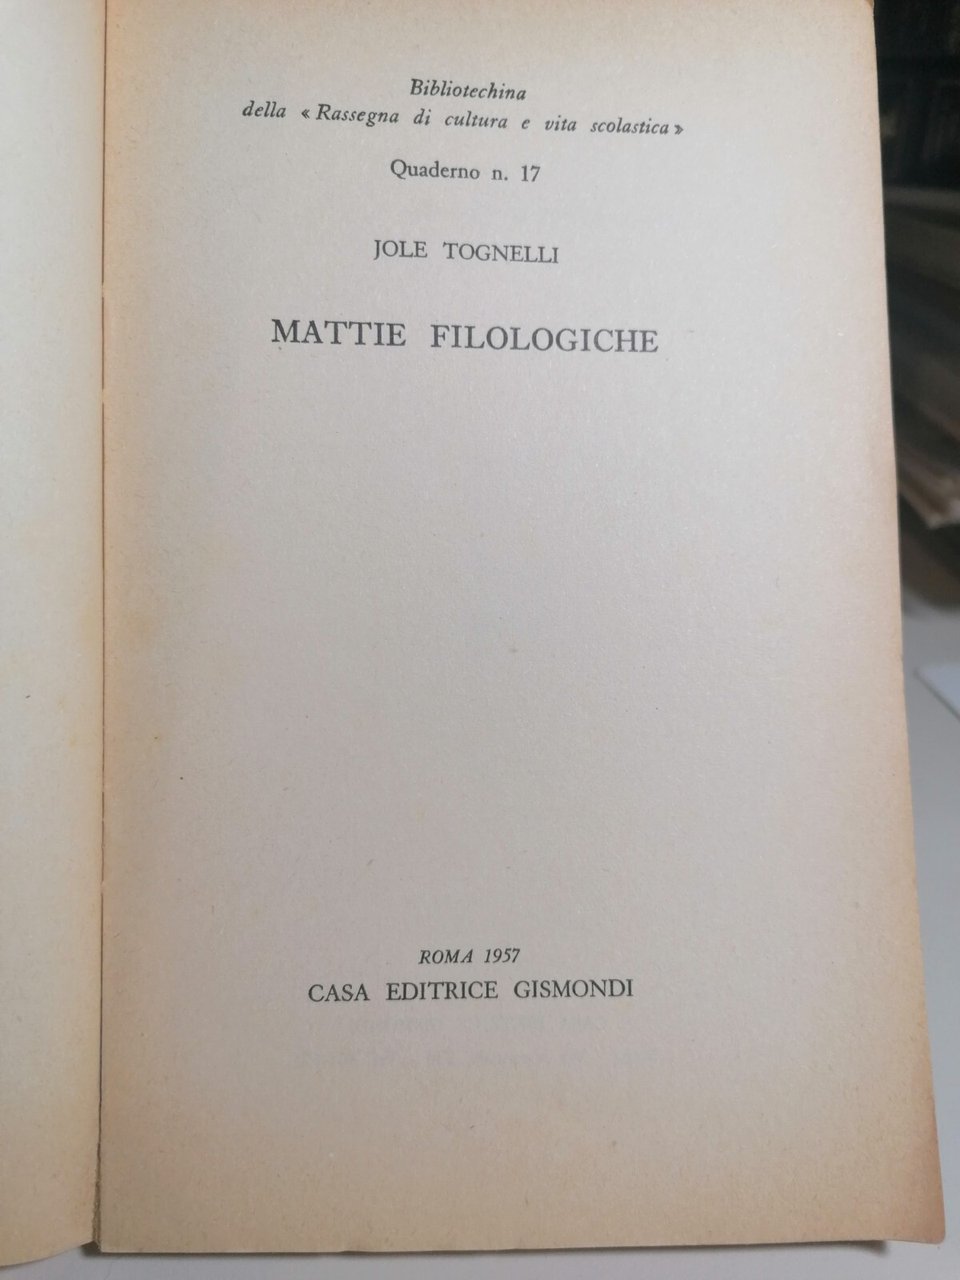 Bibliotechina
della « Rassegna di cultura e vita scolastica »
Quaderno n. 17
JOLE TOGNELLI
MATTIE FILOLOGICHE
ROMA 1957
CASA EDITRICE GISMONDI